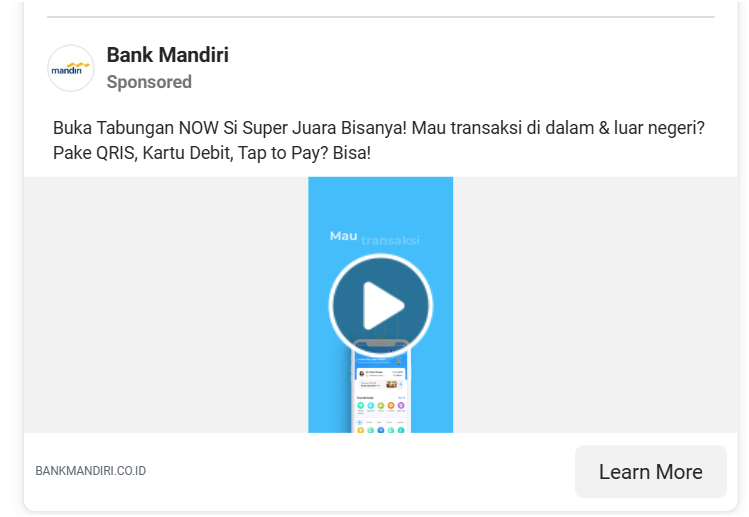 Bank Mandiri
mandiri
Sponsored
Buka Tabungan NOW Si Super Juara Bisanya! Mau transaksi di dalam & luar negeri?
Pake QRIS, Kartu Debit, Tap to Pay? Bisa!
Mau transaksi
BANKMANDIRI.CO.ID
Learn More